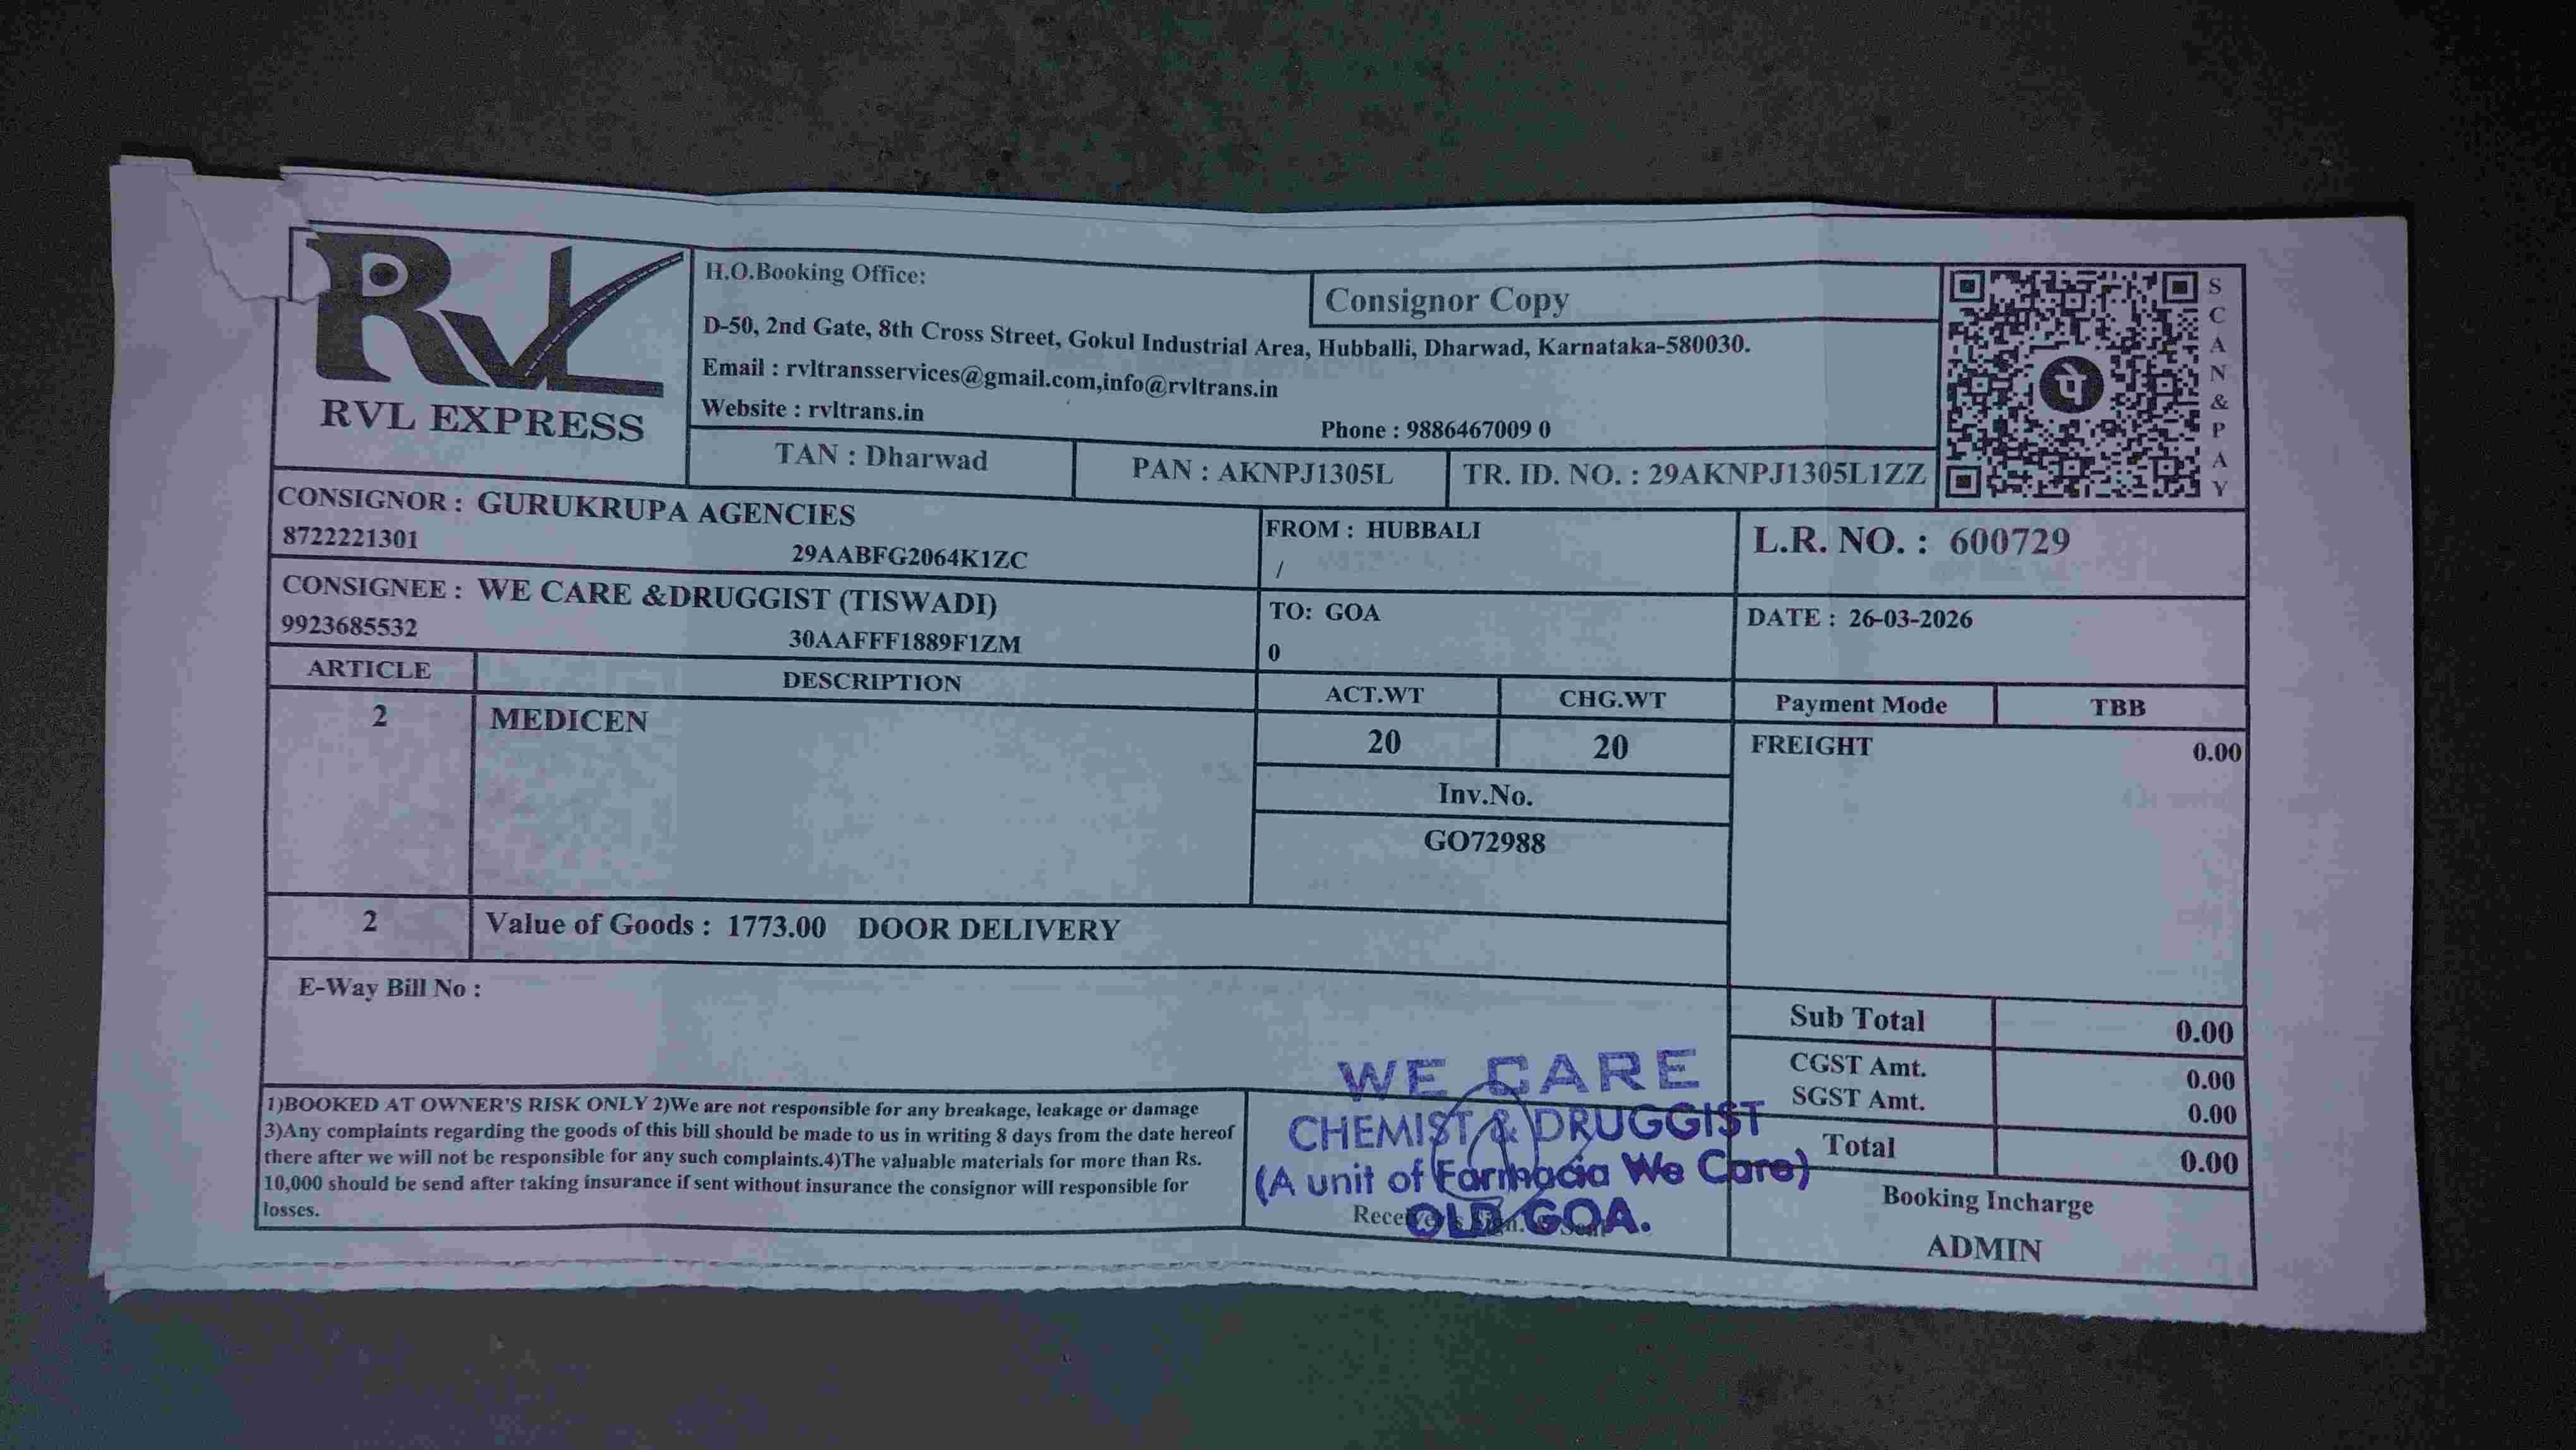 RVL
RVL EXPRESS
H.O.Booking Office:
Consignor Copy
D-50, 2nd Gate, 8th Cross Street, Gokul Industrial Area, Hubballi, Dharwad, Karnataka-580030.
Email : rvltransservices@gmail.com,info@rvltrans.in
Website : rvltrans.in
Phone : 9886467009 0
TAN : Dharwad
PAN : AKNPJ1305L
TR. ID. NO. : 29AKNPJ1305L1ZZ
पे
SCAN & PAY
CONSIGNOR : GURUKRUPA AGENCIES
8722221301 29AABFG2064K1ZC
FROM : HUBBALI
/
L.R. NO. : 600729
CONSIGNEE : WE CARE &DRUGGIST (TISWADI)
9923685532 30AAFFF1889F1ZM
TO: GOA
0
DATE : 26-03-2026
ARTICLE DESCRIPTION ACT.WT CHG.WT Payment Mode TBB
2 MEDICEN 20 20 FREIGHT 0.00
Inv.No.
GO72988
2 Value of Goods : 1773.00 DOOR DELIVERY
E-Way Bill No :
Sub Total 0.00
CGST Amt. 0.00
SGST Amt. 0.00
Total 0.00
1)BOOKED AT OWNER'S RISK ONLY 2)We are not responsible for any breakage, leakage or damage
3)Any complaints regarding the goods of this bill should be made to us in writing 8 days from the date hereof
there after we will not be responsible for any such complaints.4)The valuable materials for more than Rs.
10,000 should be send after taking insurance if sent without insurance the consignor will responsible for
losses.
WE CARE
CHEMIST & DRUGGIST
(A unit of Farmacia We Care)
OLD GOA.
Booking Incharge
ADMIN